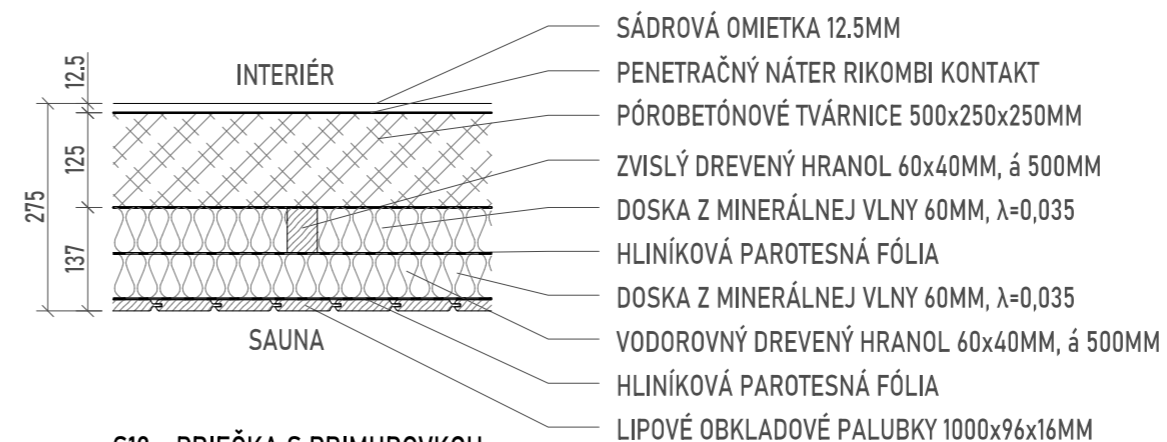 SÁDROVÁ OMIETKA 12.5MM
PENETRAČNÝ NÁTER RIKOMBI KONTAKT
PÓROBETÓNOVÉ TVÁRNICE 500x250x250MM
ZVISLÝ DREVENÝ HRANOL 60x40MM, á 500MM
DOSKA Z MINERÁLNEJ VLNY 60MM, λ=0,035
HLINÍKOVÁ PAROTESNÁ FÓLIA
DOSKA Z MINERÁLNEJ VLNY 60MM, λ=0,035
VODOROVNÝ DREVENÝ HRANOL 60x40MM, á 500MM
HLINÍKOVÁ PAROTESNÁ FÓLIA
LIPOVÉ OBKLADOVÉ PALUBKY 1000x96x16MM
INTERIÉR
12.5
125
275
137
SAUNA